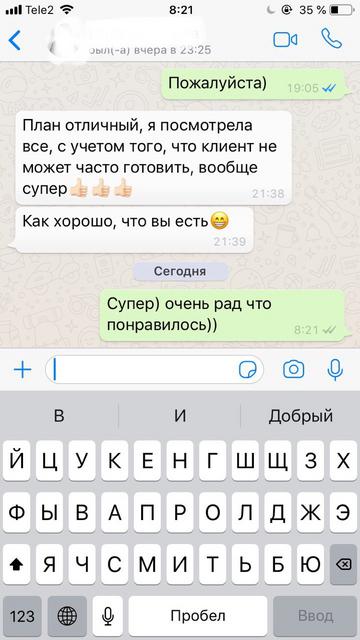 Tele2 8:21 35 %
был(-а) вчера в 23:25
Пожалуйста)
19:05
План отличный, я посмотрела
все, с учетом того, что клиент не
может часто готовить, вообще
супер👍🏻👍🏻👍🏻
21:38
Как хорошо, что вы есть😁
21:39
Сегодня
Супер) очень рад что
понравилось))
8:21
В И Добрый
Й Ц У К Е Н Г Ш Щ З Х
Ф Ы В А П Р О Л Д Ж Э
Я Ч С М И Т Ь Б Ю
123 Пробел Ввод